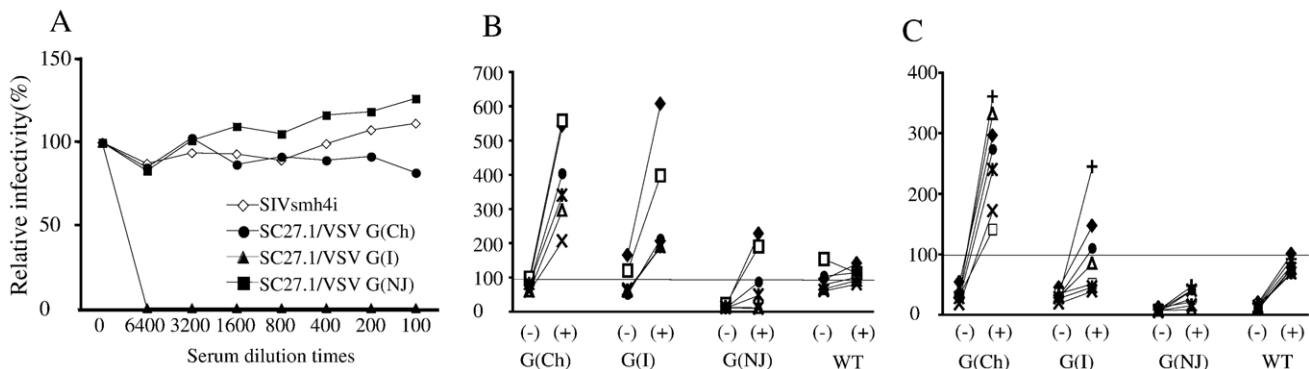 A
Relative infectivity(%)
150
100
50
0
SIVsmh4i
SC27.1/VSV G(Ch)
SC27.1/VSV G(I)
SC27.1/VSV G(NJ)
0 6400 3200 1600 800 400 200 100
Serum dilution times
B
700
600
500
400
300
200
100
0
(-) (+) (-) (+) (-) (+) (-) (+)
G(Ch) G(I) G(NJ) WT
C
400
300
200
100
0
(-) (+) (-) (+) (-) (+) (-) (+)
G(Ch) G(I) G(NJ) WT